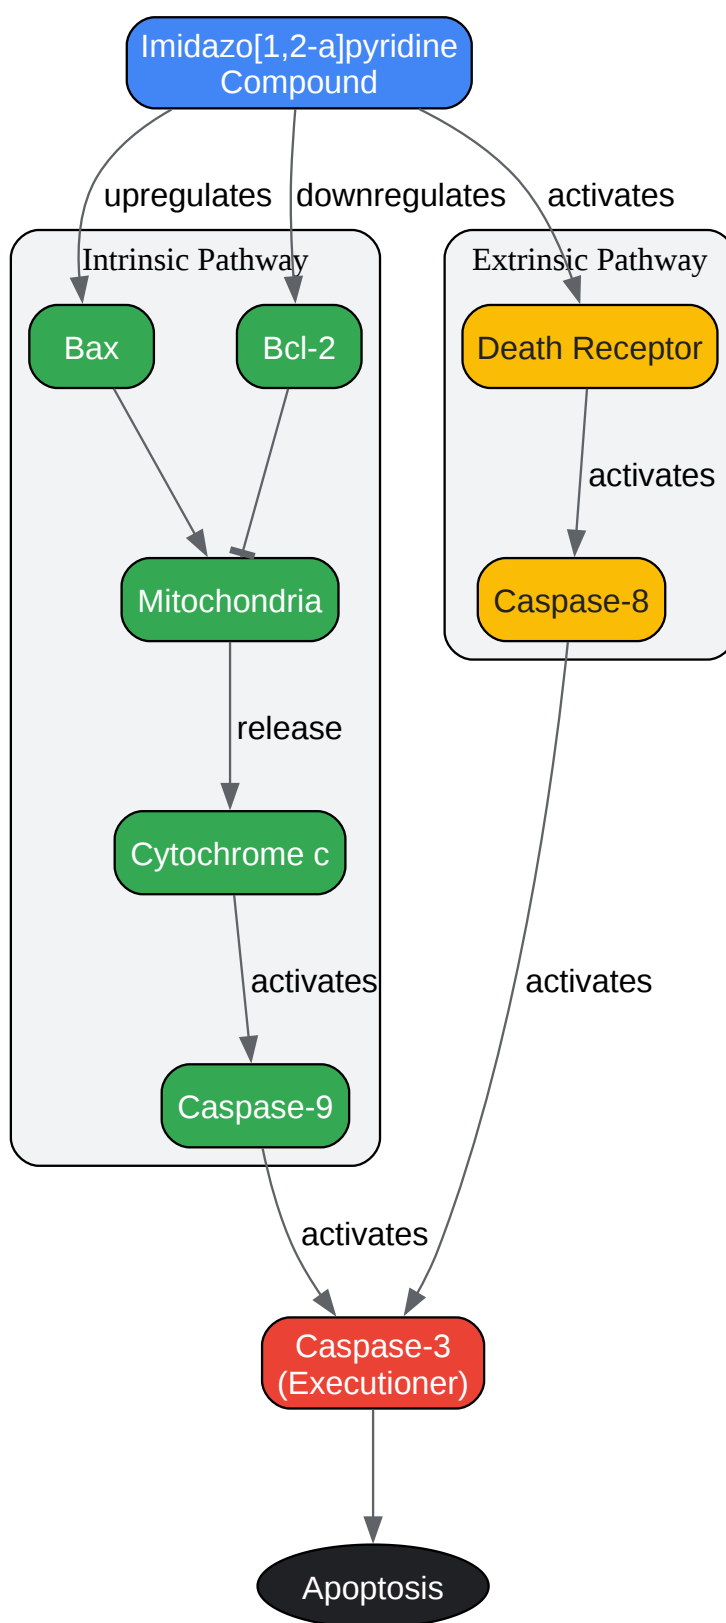 Imidazo[1,2-a]pyridine
Compound
upregulates
downregulates
activates
Intrinsic Pathway
Extrinsic Pathway
Bax
Bcl-2
Death Receptor
activates
Mitochondria
Caspase-8
release
Cytochrome c
activates
activates
Caspase-9
activates
Caspase-3
(Executioner)
Apoptosis